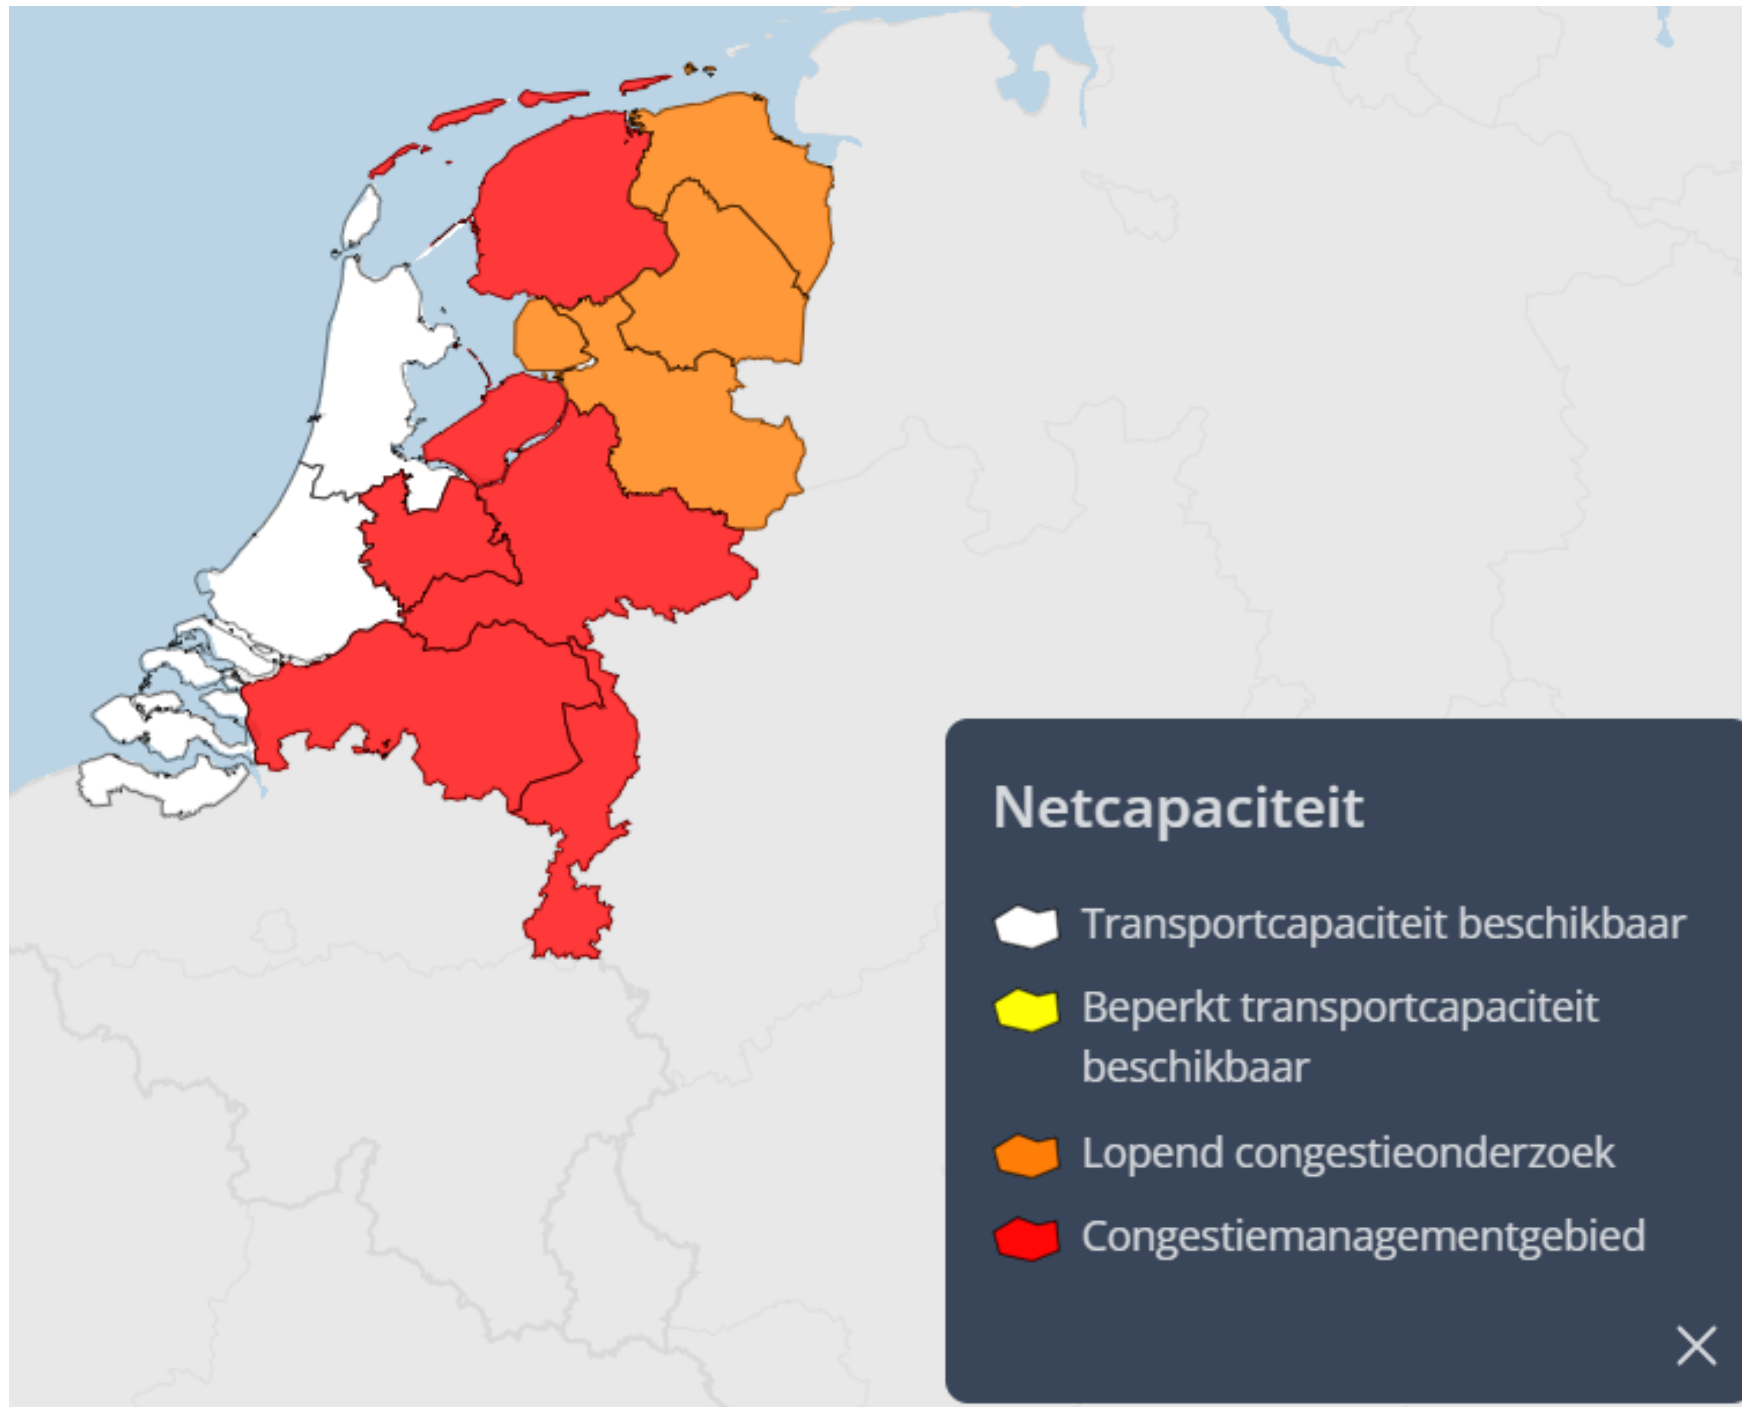 Netcapaciteit
Transportcapaciteit beschikbaar
Beperkt transportcapaciteit
beschikbaar
Lopend congestieonderzoek
Congestiemanagementgebied